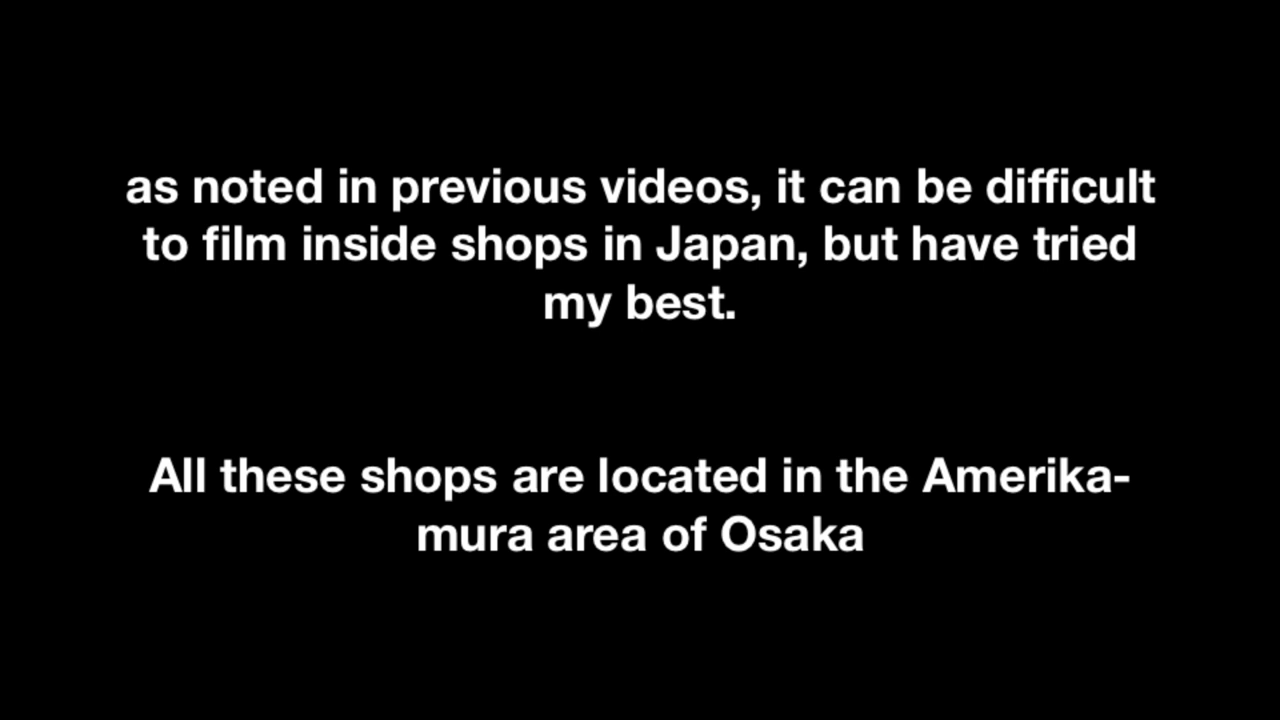 as noted in previous videos, it can be difficult
to film inside shops in Japan, but have tried
my best.
All these shops are located in the Amerika-
mura area of Osaka